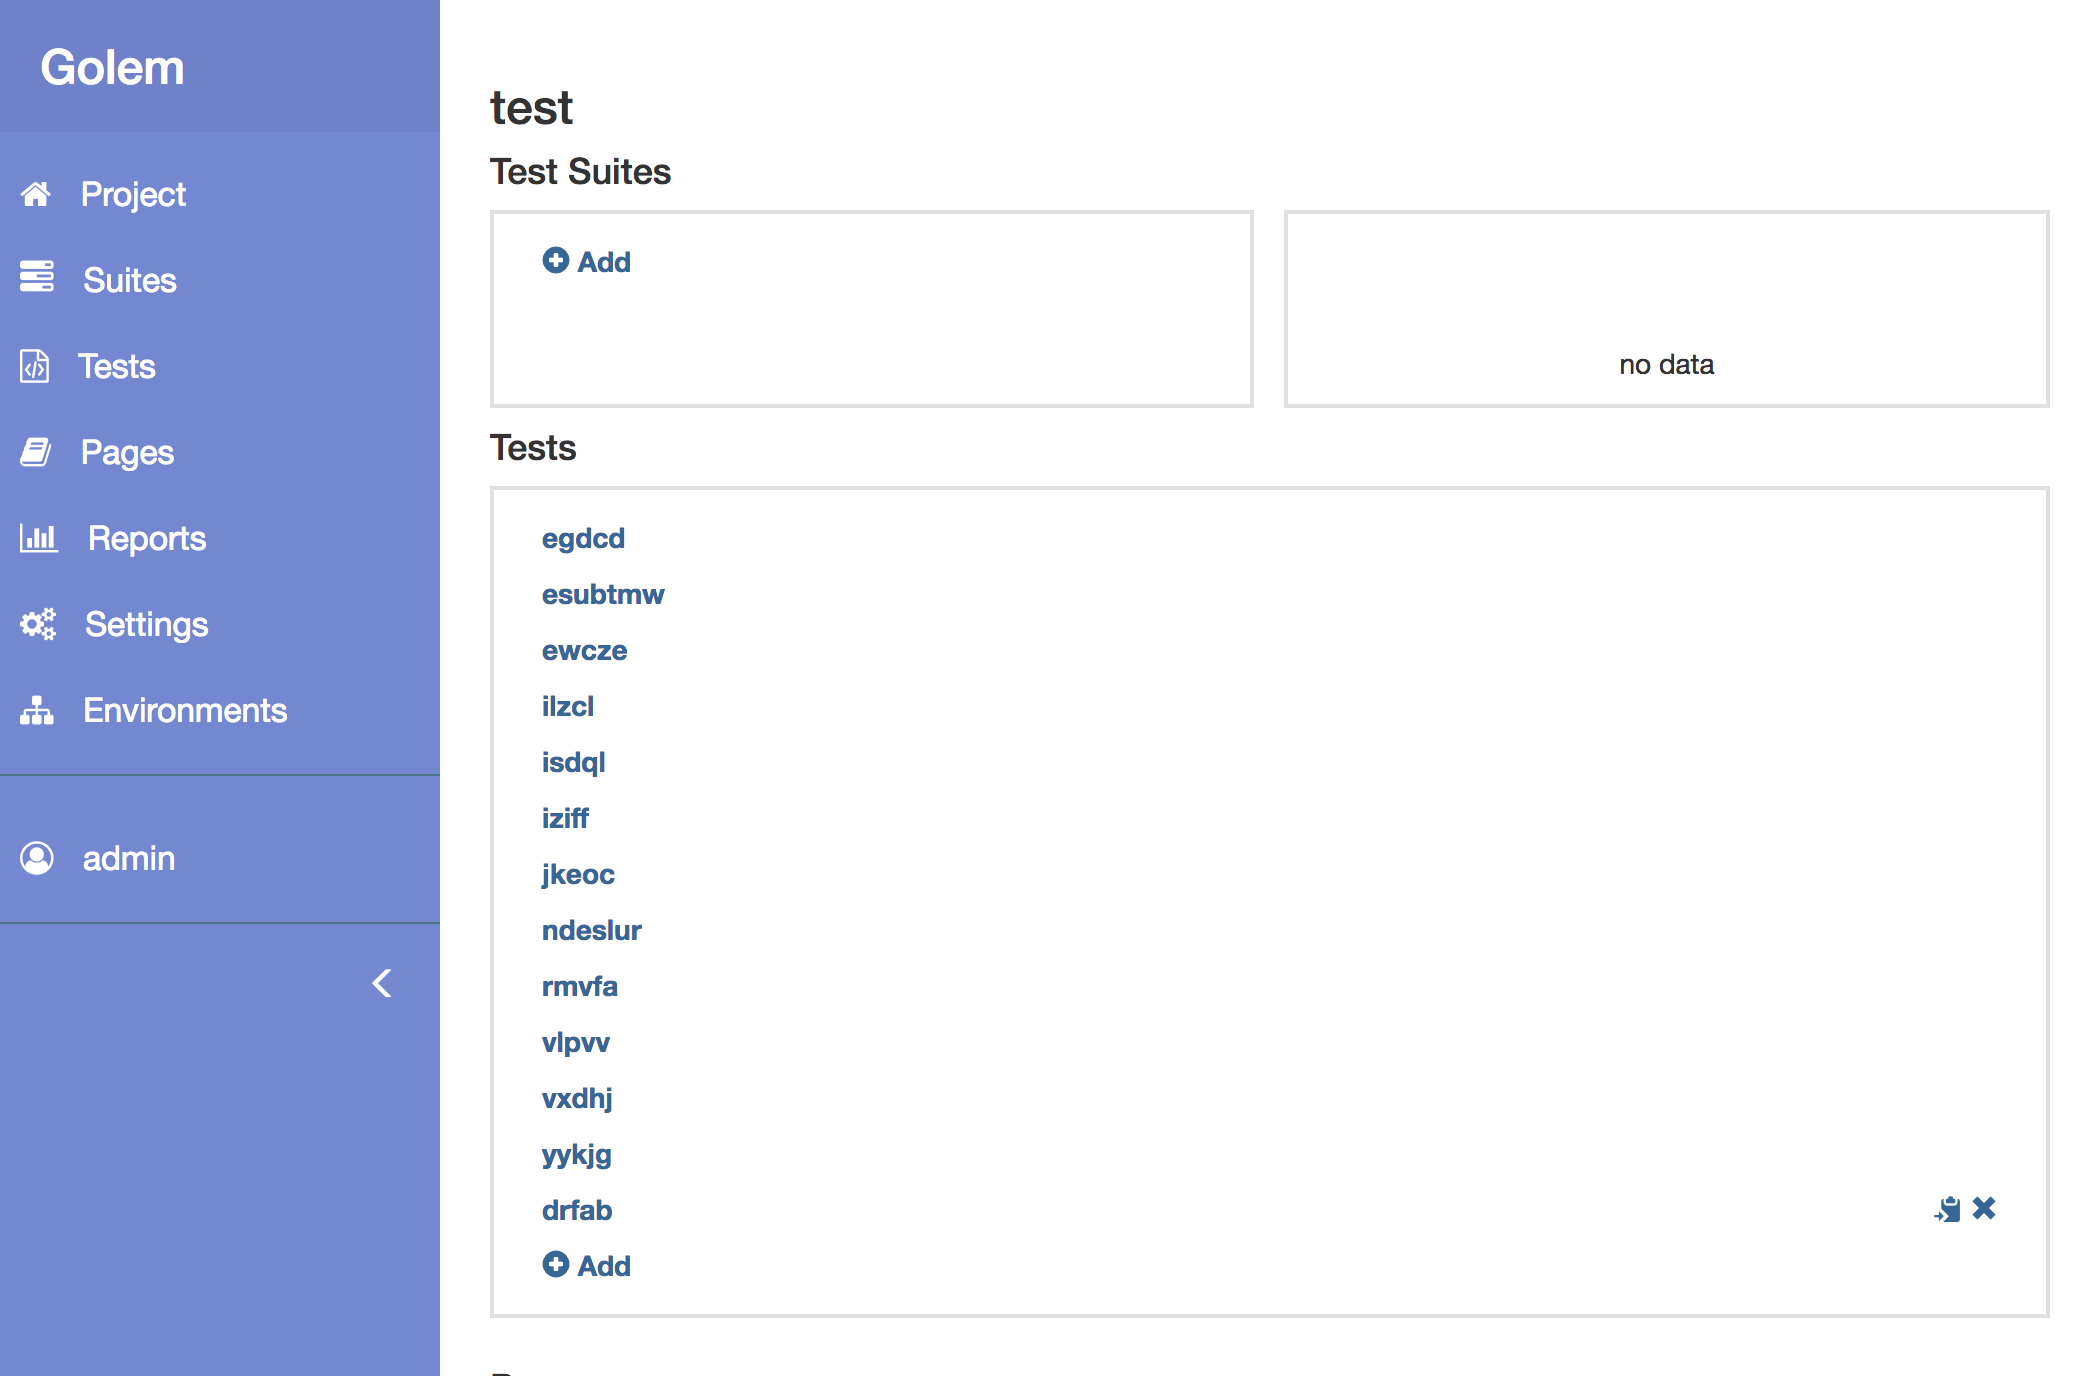 Golem
Project
Suites
Tests
Pages
Reports
Settings
Environments
admin
test
Test Suites
Add
no data
Tests
egdcd
esubtmw
ewcze
ilzcl
isdql
iziff
jkeoc
ndeslur
rmvfa
vlpvv
vxdhj
yykjg
drfab
Add